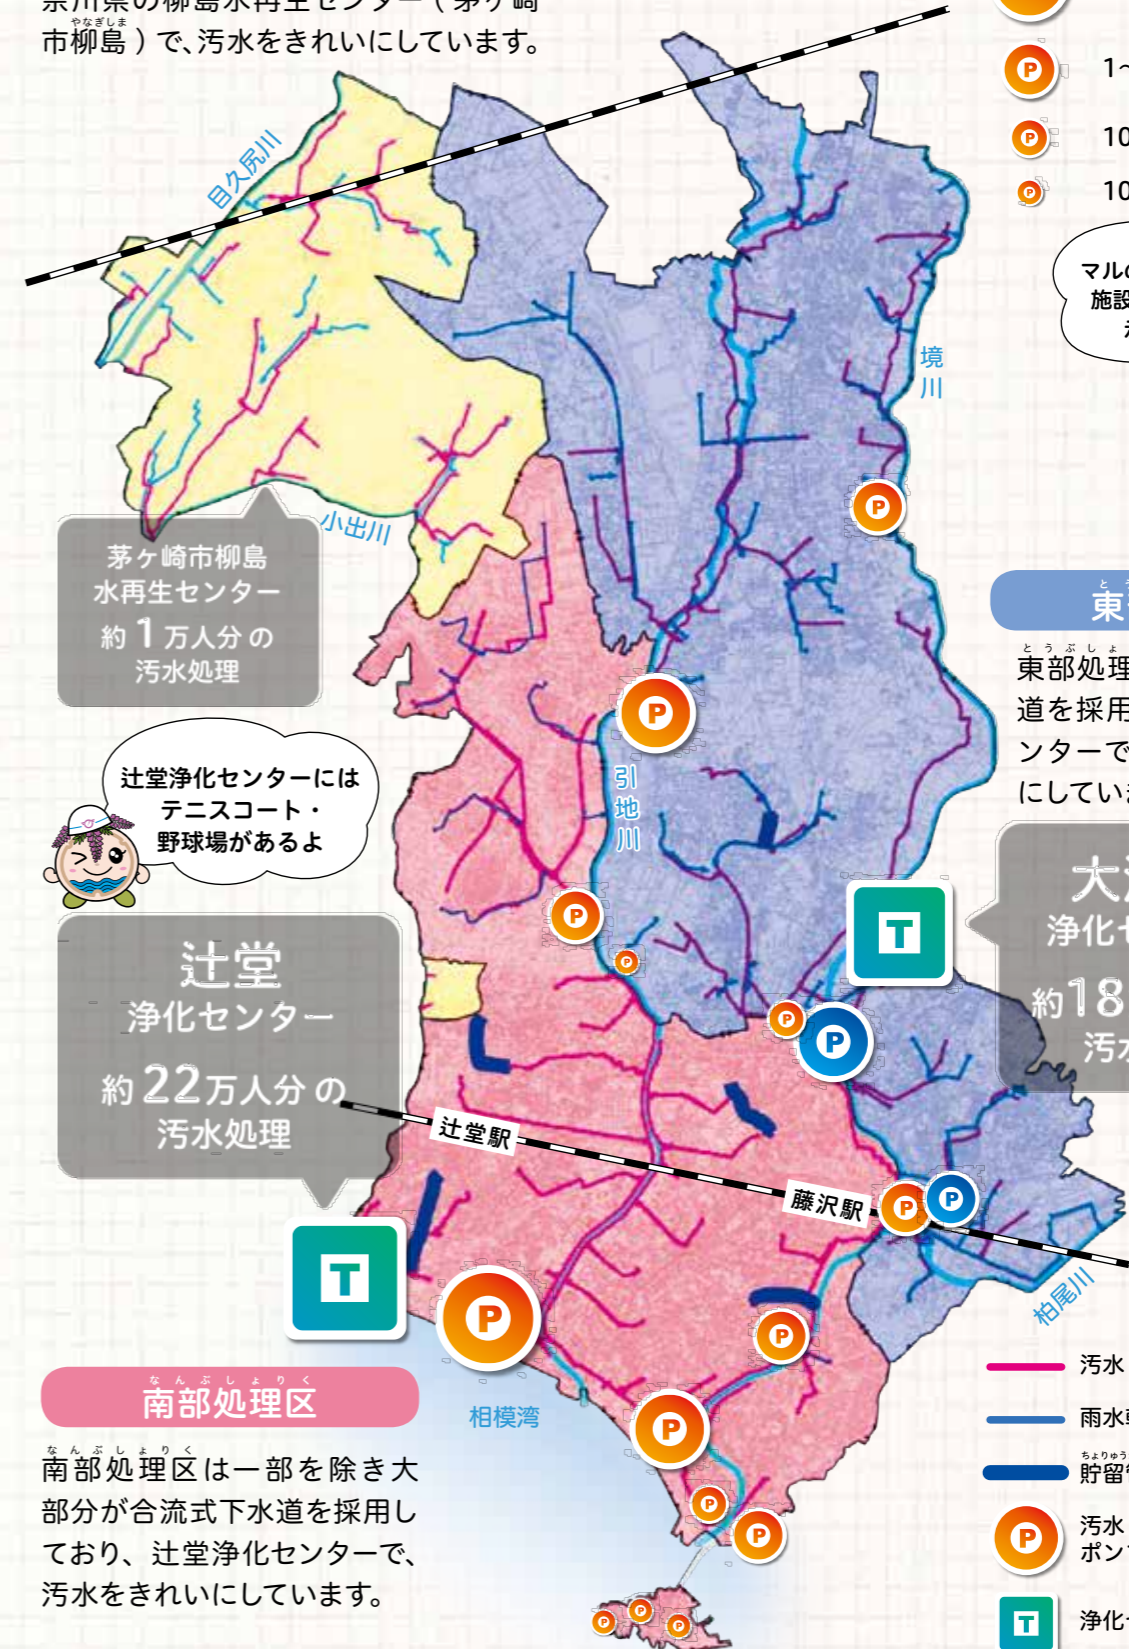 奈川県の柳島水再生センター（茅ヶ崎
やなぎしま
市柳島）で、汚水をきれいにしています。
目久尻川
境川
小出川
茅ヶ崎市柳島
水再生センター
約1万人分の
汚水処理
辻堂浄化センターには
テニスコート・
野球場があるよ
引地川
辻堂
浄化センター
約22万人分の
汚水処理
辻堂駅
藤沢駅
柏尾川
相模湾
なんぶしょりく
南部処理区
なんぶしょりく
南部処理区は一部を除き大
部分が合流式下水道を採用し
ており、辻堂浄化センターで、
汚水をきれいにしています。
P
P 1～
P 10
P 10
マルの
施設
とう
東
とうぶしょ
東部処理
道を採用
ンターで
にしてい
大
浄化セ
約18
汚水
T
T
汚水
雨水
ちょりゅう
貯留
P 汚水
ポンプ
T 浄化セ